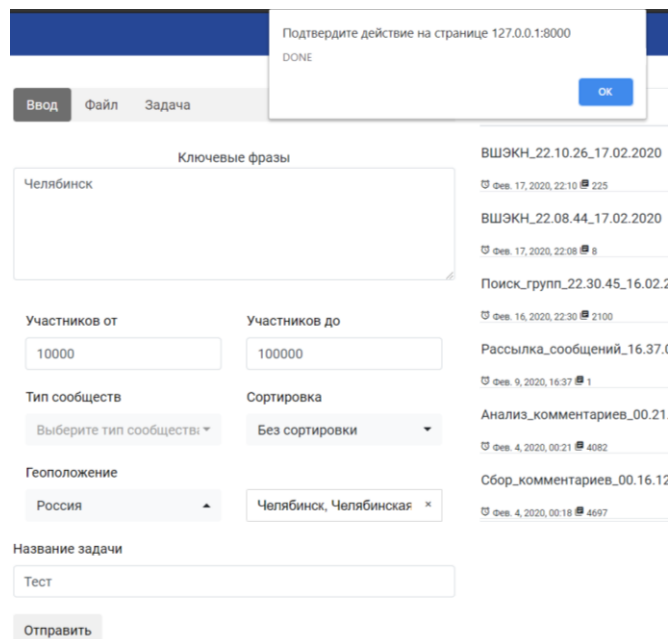 Подтвердите действие на странице 127.0.0.1:8000
DONE
ОК
Ввод Файл Задача
Ключевые фразы
Челябинск
Участников от Участников до
10000 100000
Тип сообществ Сортировка
Выберите тип сообщества Без сортировки
Геоположение
Россия Челябинск, Челябинская ×
Название задачи
Тест
Отправить
ВШЭКН_22.10.26_17.02.2020
Фев. 17, 2020, 22:10 225
ВШЭКН_22.08.44_17.02.2020
Фев. 17, 2020, 22:08 8
Поиск_групп_22.30.45_16.02.2
Фев. 16, 2020, 22:30 2100
Рассылка_сообщений_16.37.0
Фев. 9, 2020, 16:37 1
Анализ_комментариев_00.21.
Фев. 4, 2020, 00:21 4082
Сбор_комментариев_00.16.12
Фев. 4, 2020, 00:18 4697